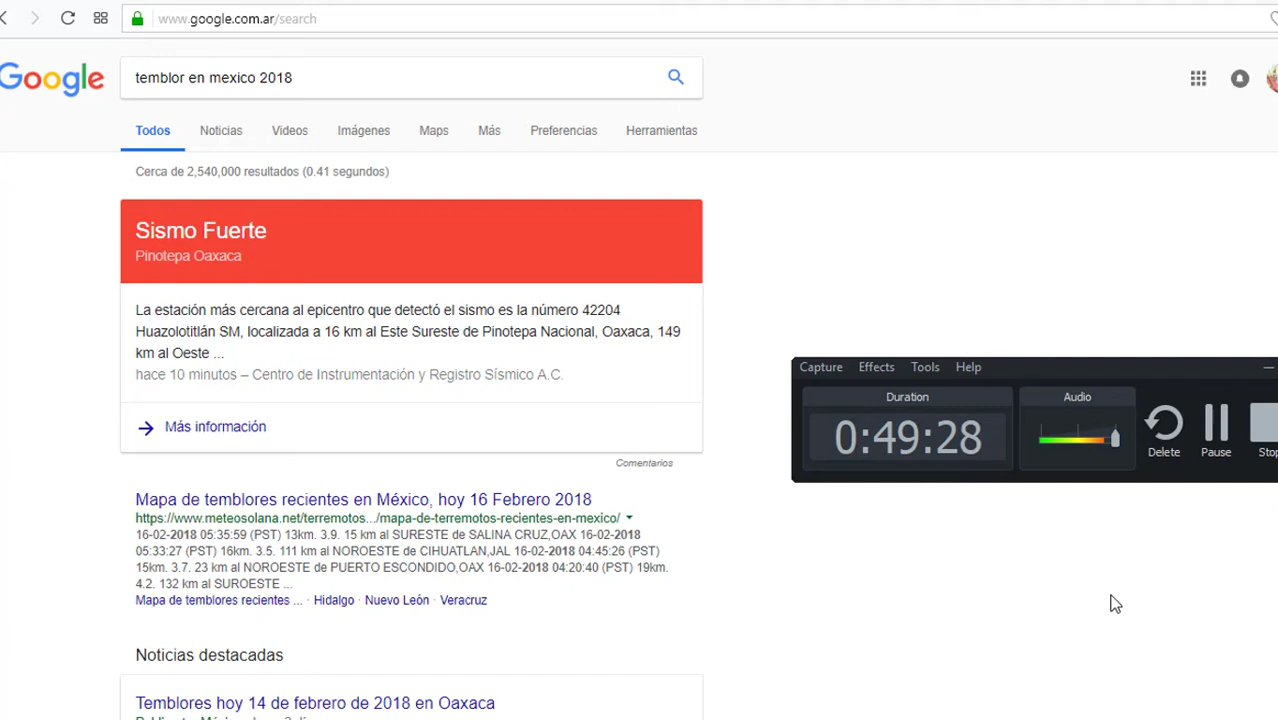 www.google.com.ar/search
Google
temblor en mexico 2018
Todos Noticias Videos Imágenes Maps Más Preferencias Herramientas
Cerca de 2,540,000 resultados (0.41 segundos)
Sismo Fuerte
Pinotepa Oaxaca
La estación más cercana al epicentro que detectó el sismo es la número 42204
Huazolotitlán SM, localizada a 16 km al Este Sureste de Pinotepa Nacional, Oaxaca, 149
km al Oeste ...
hace 10 minutos – Centro de Instrumentación y Registro Sísmico A.C.
Más información
Comentarios
Capture Effects Tools Help
Duration Audio
0:49:28
Delete Pause Stop
Mapa de temblores recientes en México, hoy 16 Febrero 2018
https://www.meteosolana.net/terremotos.../mapa-de-terremotos-recientes-en-mexico/
16-02-2018 05:35:59 (PST) 13km. 3.9. 15 km al SURESTE de SALINA CRUZ,OAX 16-02-2018
05:33:27 (PST) 16km. 3.5. 111 km al NOROESTE de CIHUATLAN,JAL 16-02-2018 04:45:26 (PST)
15km. 3.7. 23 km al NOROESTE de PUERTO ESCONDIDO,OAX 16-02-2018 04:20:40 (PST) 19km.
4.2. 132 km al SUROESTE ...
Mapa de temblores recientes ... · Hidalgo · Nuevo León · Veracruz
Noticias destacadas
Temblores hoy 14 de febrero de 2018 en Oaxaca